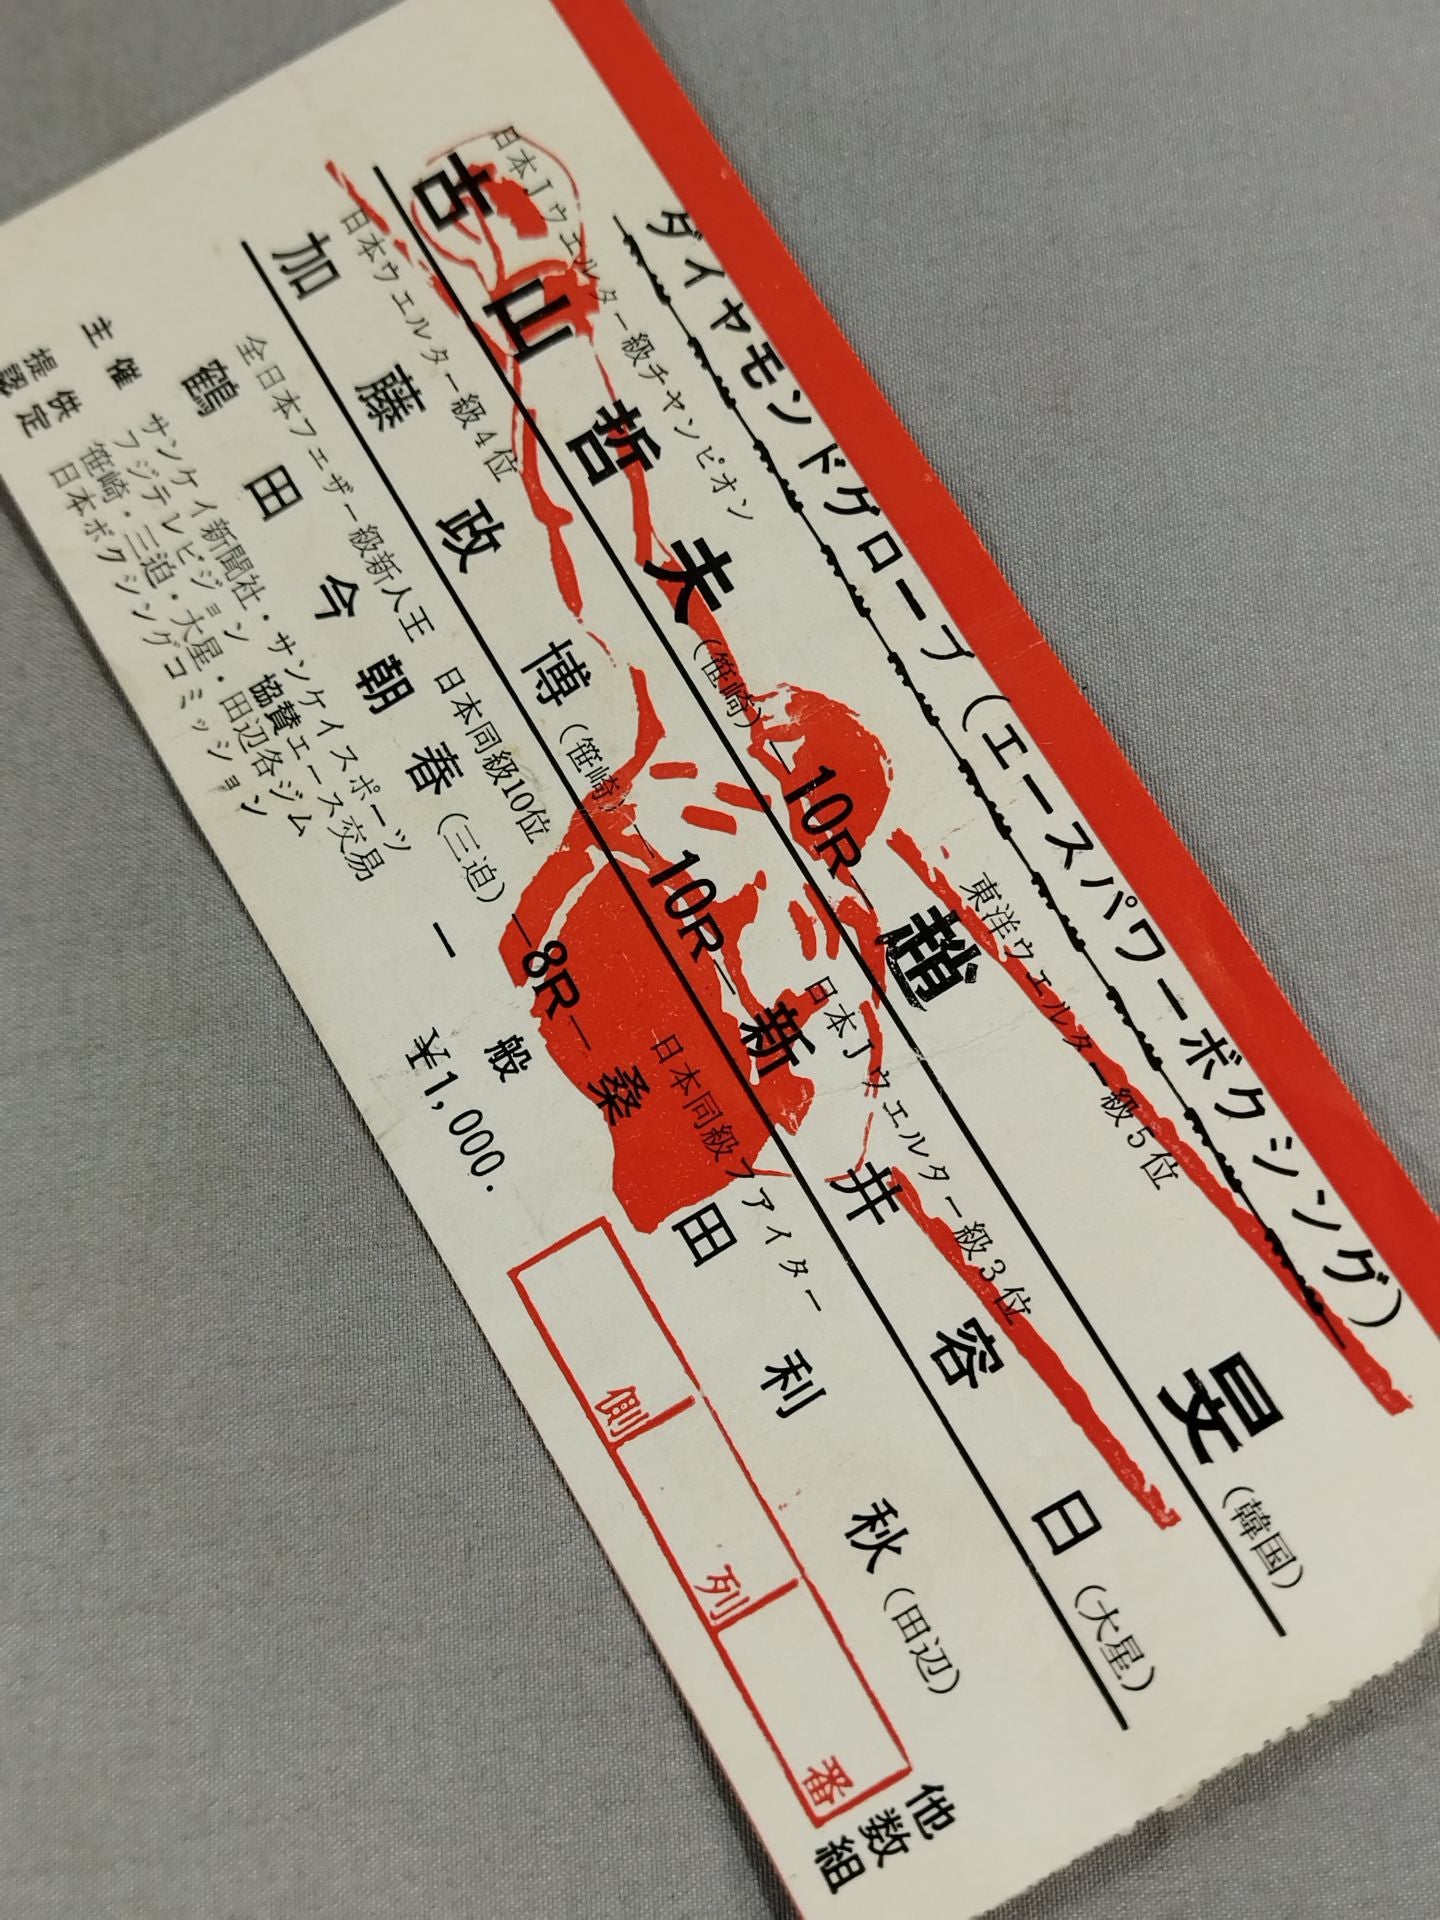 ダイヤモンドグローブ(エースパワーボクシング)
日本Jウエルター級チャンピオン 東洋ウエルター級5位
古山哲夫(笹崎)―10R―趙 旻(韓国)
日本ウエルター級4位 日本Jウエルター級3位
加藤政博(笹崎)―10R―新井容日(大星)
全日本フェザー級新人王 日本同級10位 日本同級ファイター
鶴田今朝春(三迫)―8R―桑田利秋(田辺)
主催 サンケイ新聞社・サンケイスポーツ
フジテレビジョン 協賛エース交易
提供 笹崎・三迫・大星・田辺各ジム
認定 日本ボクシングコミッション
一般 ¥1,000.
側 列 番
他数組